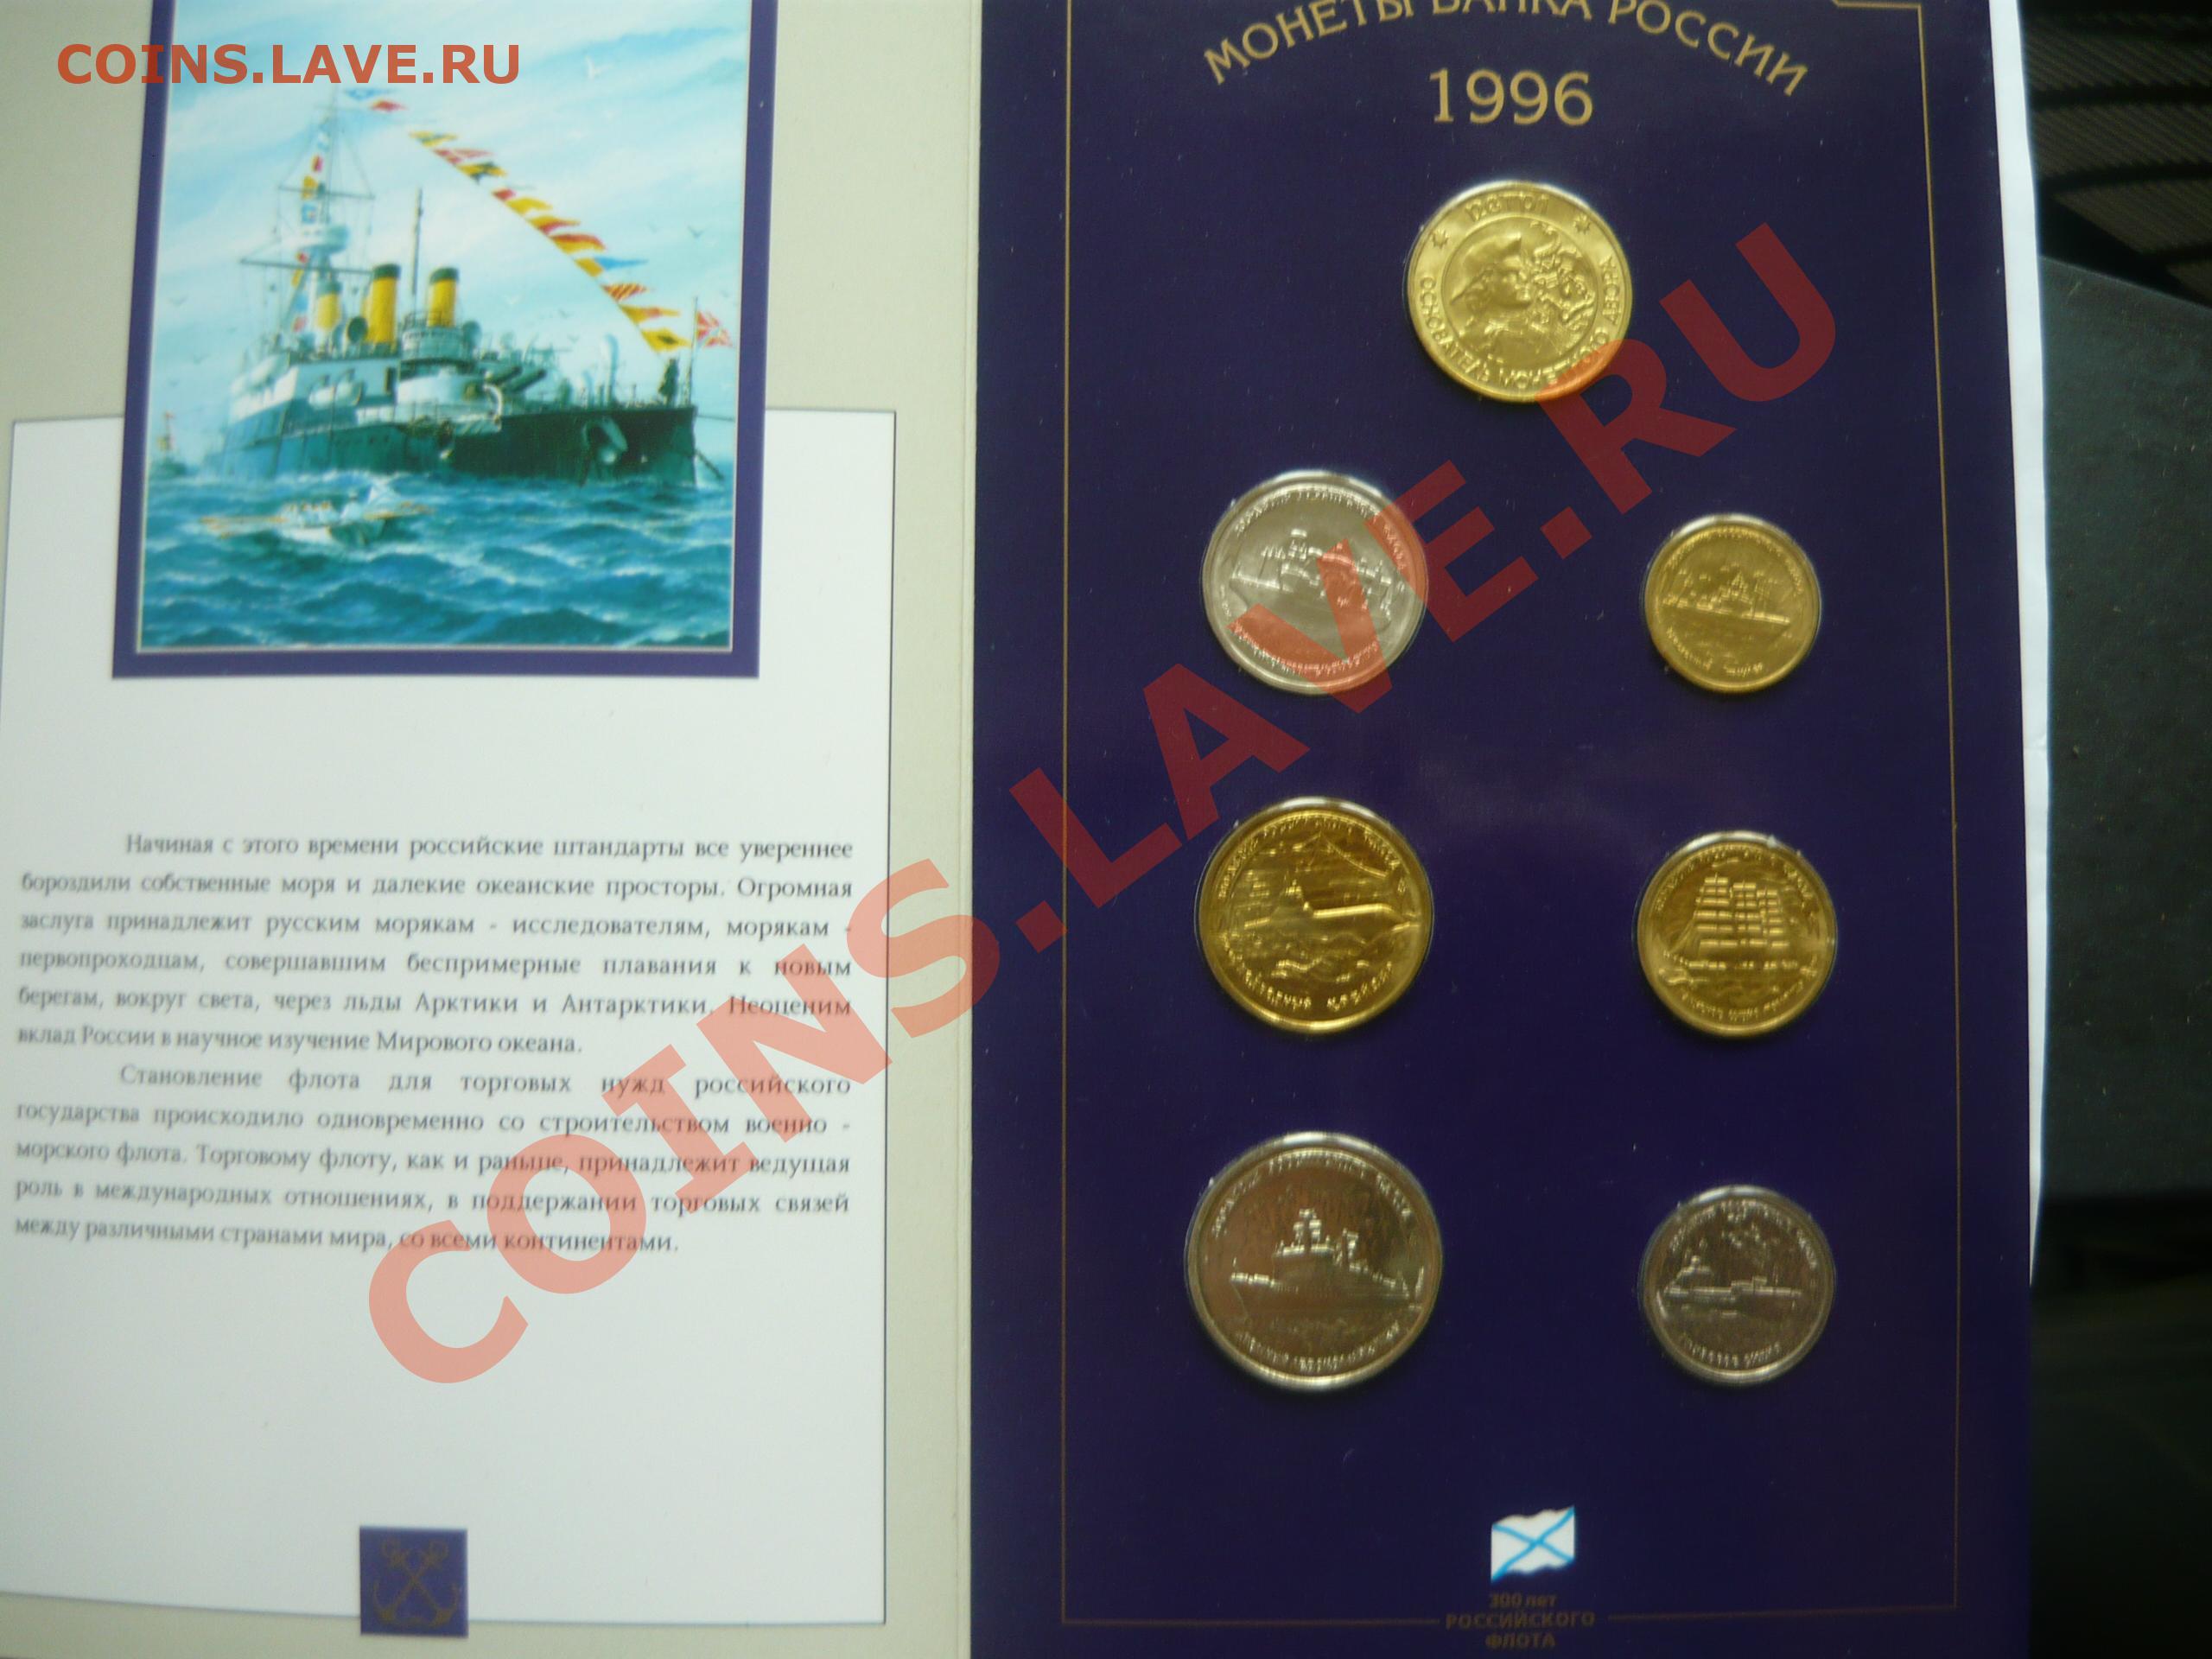 COINS.LAVE.RU
МОНЕТЫ БАНКА РОССИИ
1996
ПЕТР I
ОСНОВАТЕЛЬ МОНЕТНОГО ДВОРА
Начиная с этого времени российские штандарты все увереннее
бороздили собственные моря и далекие океанские просторы. Огромная
заслуга принадлежит русским морякам - исследователям, морякам -
первопроходцам, совершавшим беспримерные плавания к новым
берегам, вокруг света, через льды Арктики и Антарктики. Неоценим
вклад России в научное изучение Мирового океана.
Становление флота для торговых нужд российского
государства происходило одновременно со строительством военно -
морского флота. Торговому флоту, как и раньше, принадлежит ведущая
роль в международных отношениях, в поддержании торговых связей
между различными странами мира, со всеми континентами.
300 лет
РОССИЙСКОГО
ФЛОТА
COINS.LAVE.RU